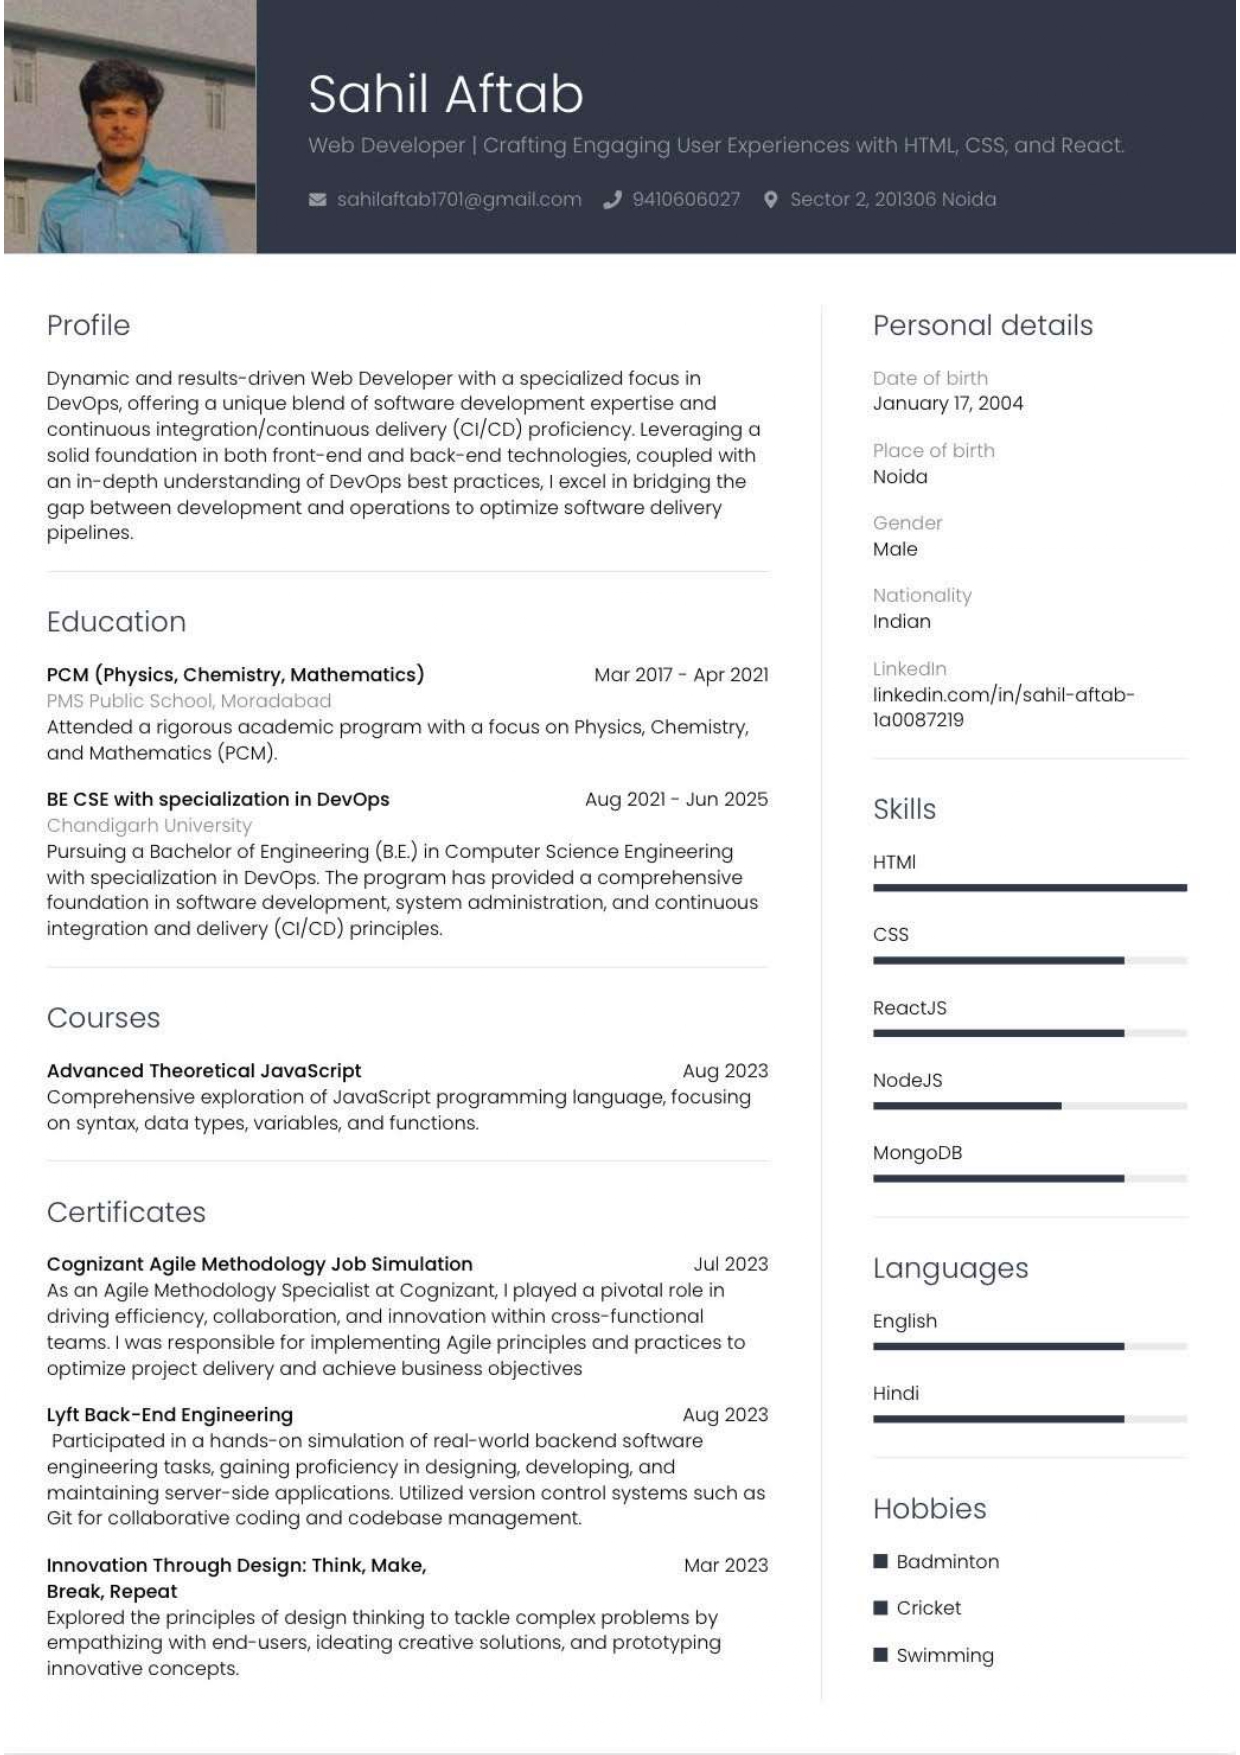 Sahil Aftab
Web Developer | Crafting Engaging User Experiences with HTML, CSS, and React.
sahilaftab1701@gmail.com 9410606027 Sector 2, 201306 Noida
Profile
Dynamic and results-driven Web Developer with a specialized focus in
DevOps, offering a unique blend of software development expertise and
continuous integration/continuous delivery (CI/CD) proficiency. Leveraging a
solid foundation in both front-end and back-end technologies, coupled with
an in-depth understanding of DevOps best practices, I excel in bridging the
gap between development and operations to optimize software delivery
pipelines.
Education
PCM (Physics, Chemistry, Mathematics) Mar 2017 - Apr 2021
PMS Public School, Moradabad
Attended a rigorous academic program with a focus on Physics, Chemistry,
and Mathematics (PCM).
BE CSE with specialization in DevOps Aug 2021 - Jun 2025
Chandigarh University
Pursuing a Bachelor of Engineering (B.E.) in Computer Science Engineering
with specialization in DevOps. The program has provided a comprehensive
foundation in software development, system administration, and continuous
integration and delivery (CI/CD) principles.
Courses
Advanced Theoretical JavaScript Aug 2023
Comprehensive exploration of JavaScript programming language, focusing
on syntax, data types, variables, and functions.
Certificates
Cognizant Agile Methodology Job Simulation Jul 2023
As an Agile Methodology Specialist at Cognizant, I played a pivotal role in
driving efficiency, collaboration, and innovation within cross-functional
teams. I was responsible for implementing Agile principles and practices to
optimize project delivery and achieve business objectives
Lyft Back-End Engineering Aug 2023
Participated in a hands-on simulation of real-world backend software
engineering tasks, gaining proficiency in designing, developing, and
maintaining server-side applications. Utilized version control systems such as
Git for collaborative coding and codebase management.
Innovation Through Design: Think, Make, Mar 2023
Break, Repeat
Explored the principles of design thinking to tackle complex problems by
empathizing with end-users, ideating creative solutions, and prototyping
innovative concepts.
Personal details
Date of birth
January 17, 2004
Place of birth
Noida
Gender
Male
Nationality
Indian
LinkedIn
linkedin.com/in/sahil-aftab-
1a0087219
Skills
HTMl
CSS
ReactJS
NodeJS
MongoDB
Languages
English
Hindi
Hobbies
Badminton
Cricket
Swimming